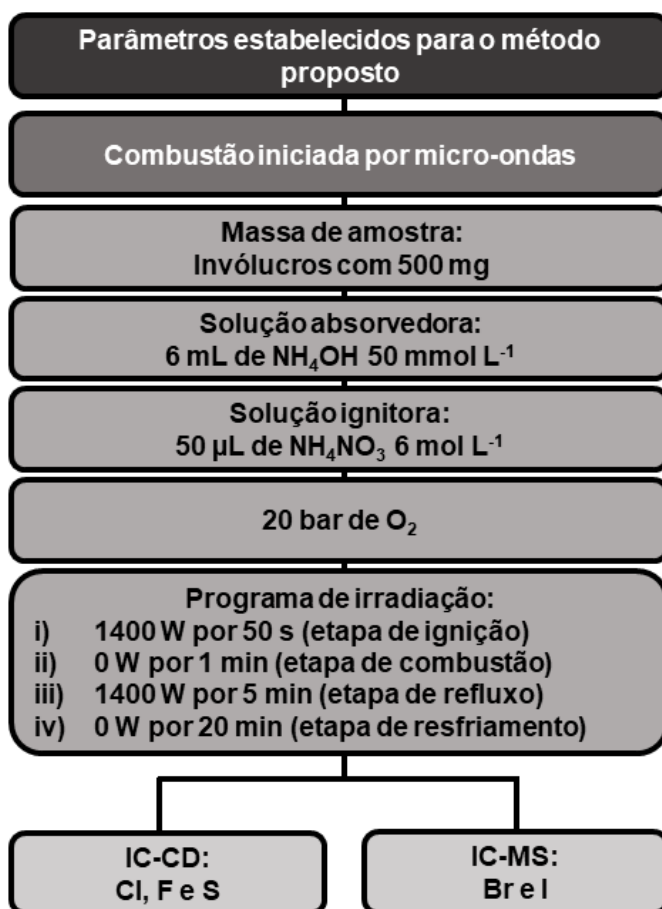 Parâmetros estabelecidos para o método
proposto
Combustão iniciada por micro-ondas
Massa de amostra:
Invólucros com 500 mg
Solução absorvedora:
6 mL de NH₄OH 50 mmol L⁻¹
Solução ignitora:
50 µL de NH₄NO₃ 6 mol L⁻¹
20 bar de O₂
Programa de irradiação:
i) 1400 W por 50 s (etapa de ignição)
ii) 0 W por 1 min (etapa de combustão)
iii) 1400 W por 5 min (etapa de refluxo)
iv) 0 W por 20 min (etapa de resfriamento)
IC-CD:
Cl, F e S
IC-MS:
Br e I